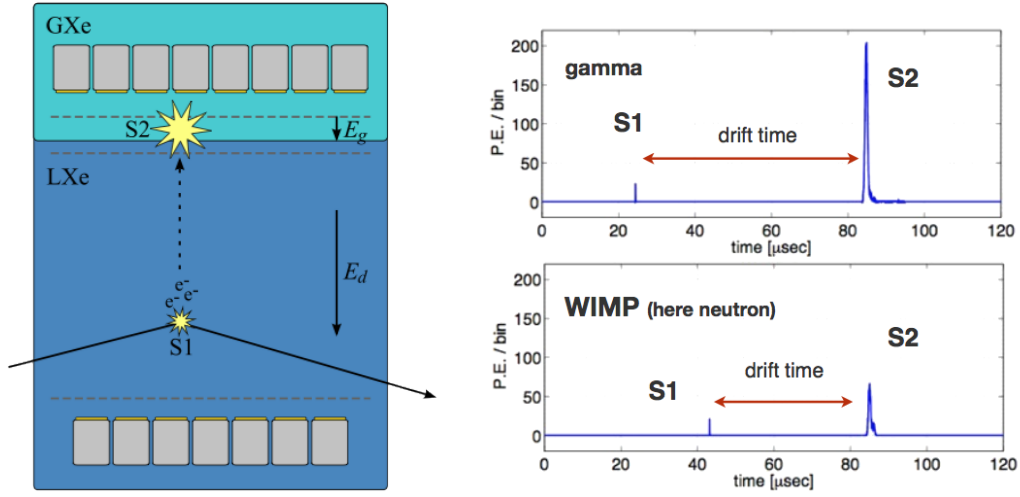 GXe
S2
E_g
LXe
E_d
e⁻
e⁻ e⁻
S1
200
150
100
50
0
P.E. / bin
gamma
S1
S2
drift time
0 20 40 60 80 100 120
time [μsec]
200
150
100
50
0
P.E. / bin
WIMP (here neutron)
S1
S2
drift time
0 20 40 60 80 100 120
time [μsec]